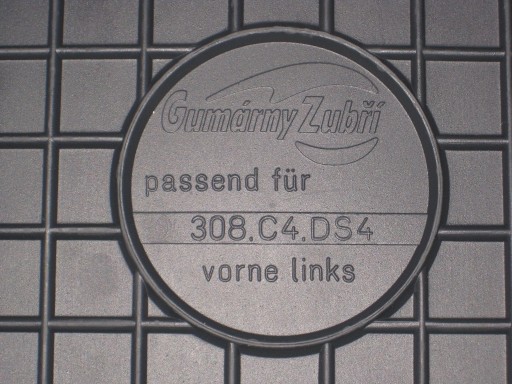 Gumárny Zubří
passend für
308.C4.DS4
vorne links